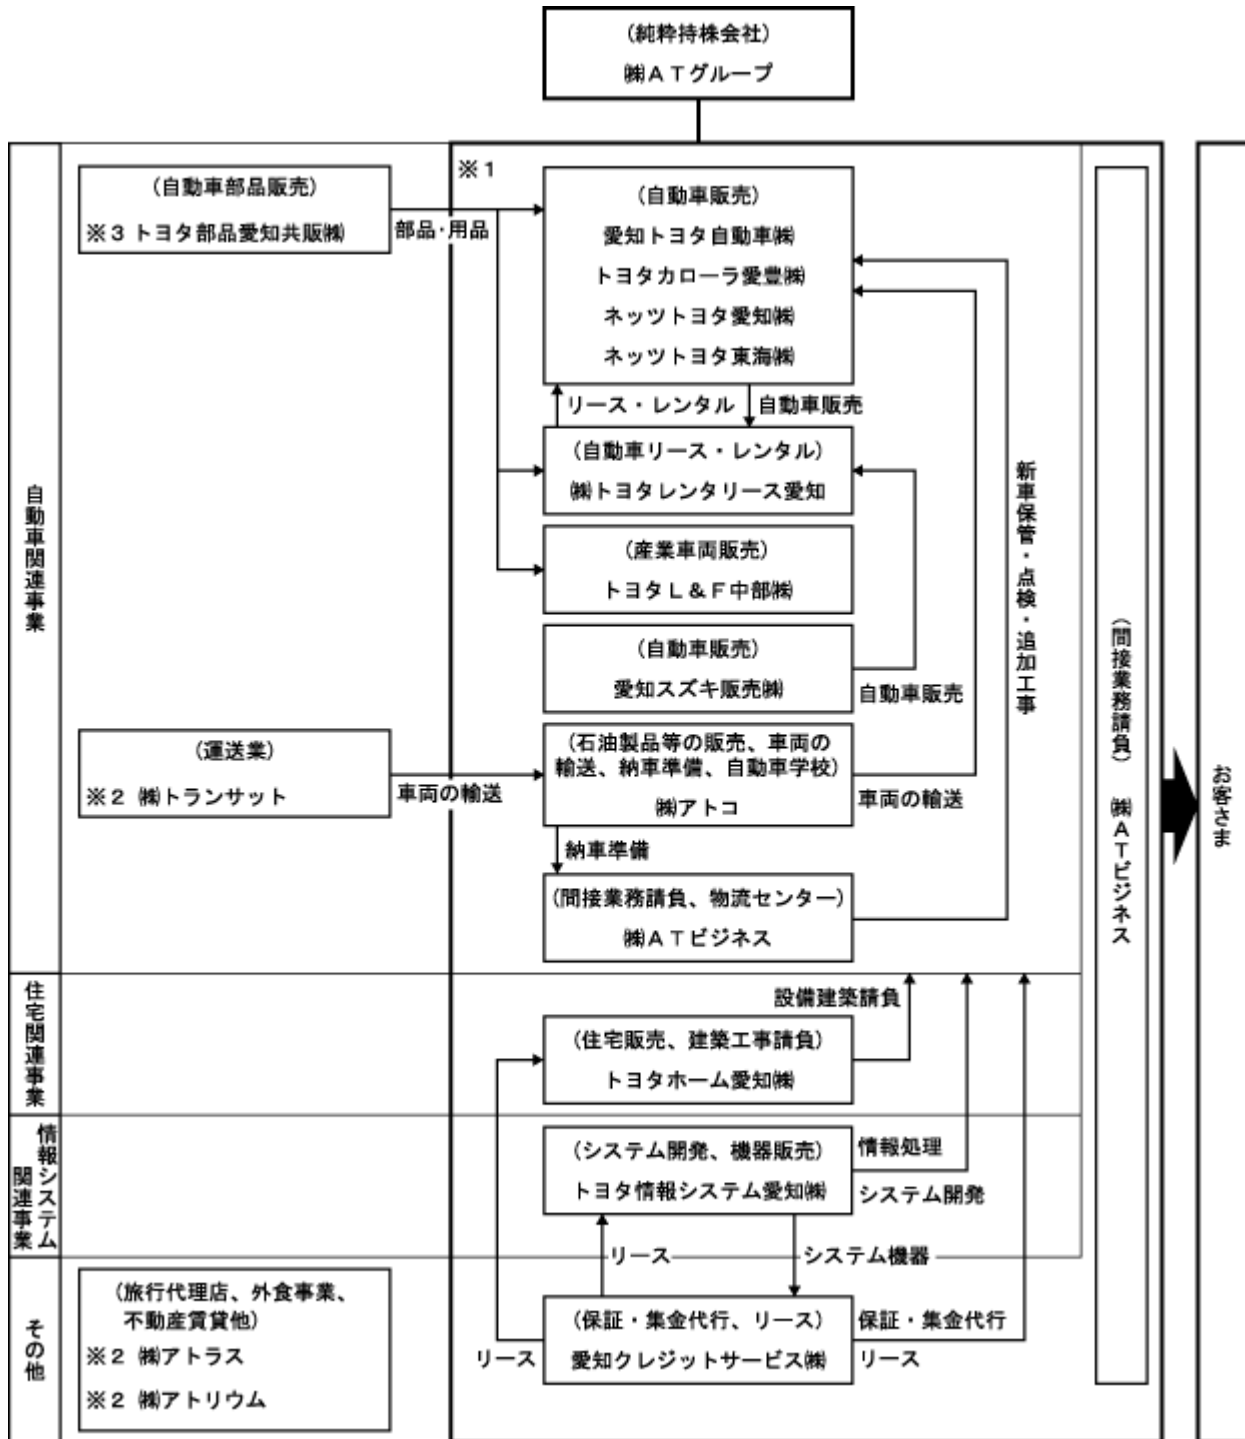 (純粋持株会社)
㈱ATグループ
※1
(自動車部品販売)
※3トヨタ部品愛知共販㈱
部品・用品
(自動車販売)
愛知トヨタ自動車㈱
トヨタカローラ愛豊㈱
ネッツトヨタ愛知㈱
ネッツトヨタ東海㈱
リース・レンタル
自動車販売
(自動車リース・レンタル)
㈱トヨタレンタリース愛知
(産業車両販売)
トヨタL&F中部㈱
(自動車販売)
愛知スズキ販売㈱
自動車販売
(運送業)
※2 ㈱トランサット
車両の輸送
(石油製品等の販売、車両の
輸送、納車準備、自動車学校)
㈱アトコ
車両の輸送
納車準備
(間接業務請負、物流センター)
㈱ATビジネス
新車保管・点検・追加工事
自動車関連事業
(間接業務請負) ㈱ATビジネス
お客さま
住宅関連事業
設備建築請負
(住宅販売、建築工事請負)
トヨタホーム愛知㈱
情報システム
関連事業
(システム開発、機器販売)
トヨタ情報システム愛知㈱
情報処理
システム開発
リース
システム機器
その他
(旅行代理店、外食事業、
不動産賃貸他)
※2 ㈱アトラス
※2 ㈱アトリウム
リース
(保証・集金代行、リース)
愛知クレジットサービス㈱
保証・集金代行
リース